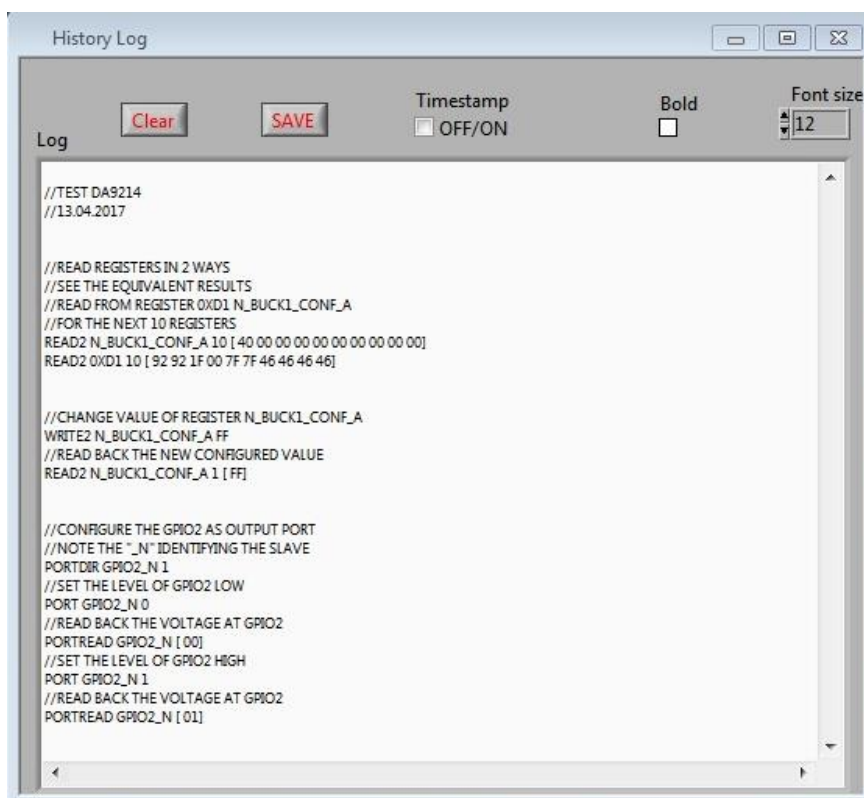 History Log
Timestamp
Bold
Font size
Clear
SAVE
OFF/ON
12
Log
//TEST DA9214
//13.04.2017
//READ REGISTERS IN 2 WAYS
//SEE THE EQUIVALENT RESULTS
//READ FROM REGISTER 0XD1 N_BUCK1_CONF_A
//FOR THE NEXT 10 REGISTERS
READ2 N_BUCK1_CONF_A 10 [ 40 00 00 00 00 00 00 00 00 00]
READ2 0XD1 10 [ 92 92 1F 00 7F 7F 46 46 46 46]
//CHANGE VALUE OF REGISTER N_BUCK1_CONF_A
WRITE2 N_BUCK1_CONF_A FF
//READ BACK THE NEW CONFIGURED VALUE
READ2 N_BUCK1_CONF_A 1 [ FF]
//CONFIGURE THE GPIO2 AS OUTPUT PORT
//NOTE THE "_N" IDENTIFYING THE SLAVE
PORTDIR GPIO2_N 1
//SET THE LEVEL OF GPIO2 LOW
PORT GPIO2_N 0
//READ BACK THE VOLTAGE AT GPIO2
PORTREAD GPIO2_N [ 00]
//SET THE LEVEL OF GPIO2 HIGH
PORT GPIO2_N 1
//READ BACK THE VOLTAGE AT GPIO2
PORTREAD GPIO2_N [ 01]